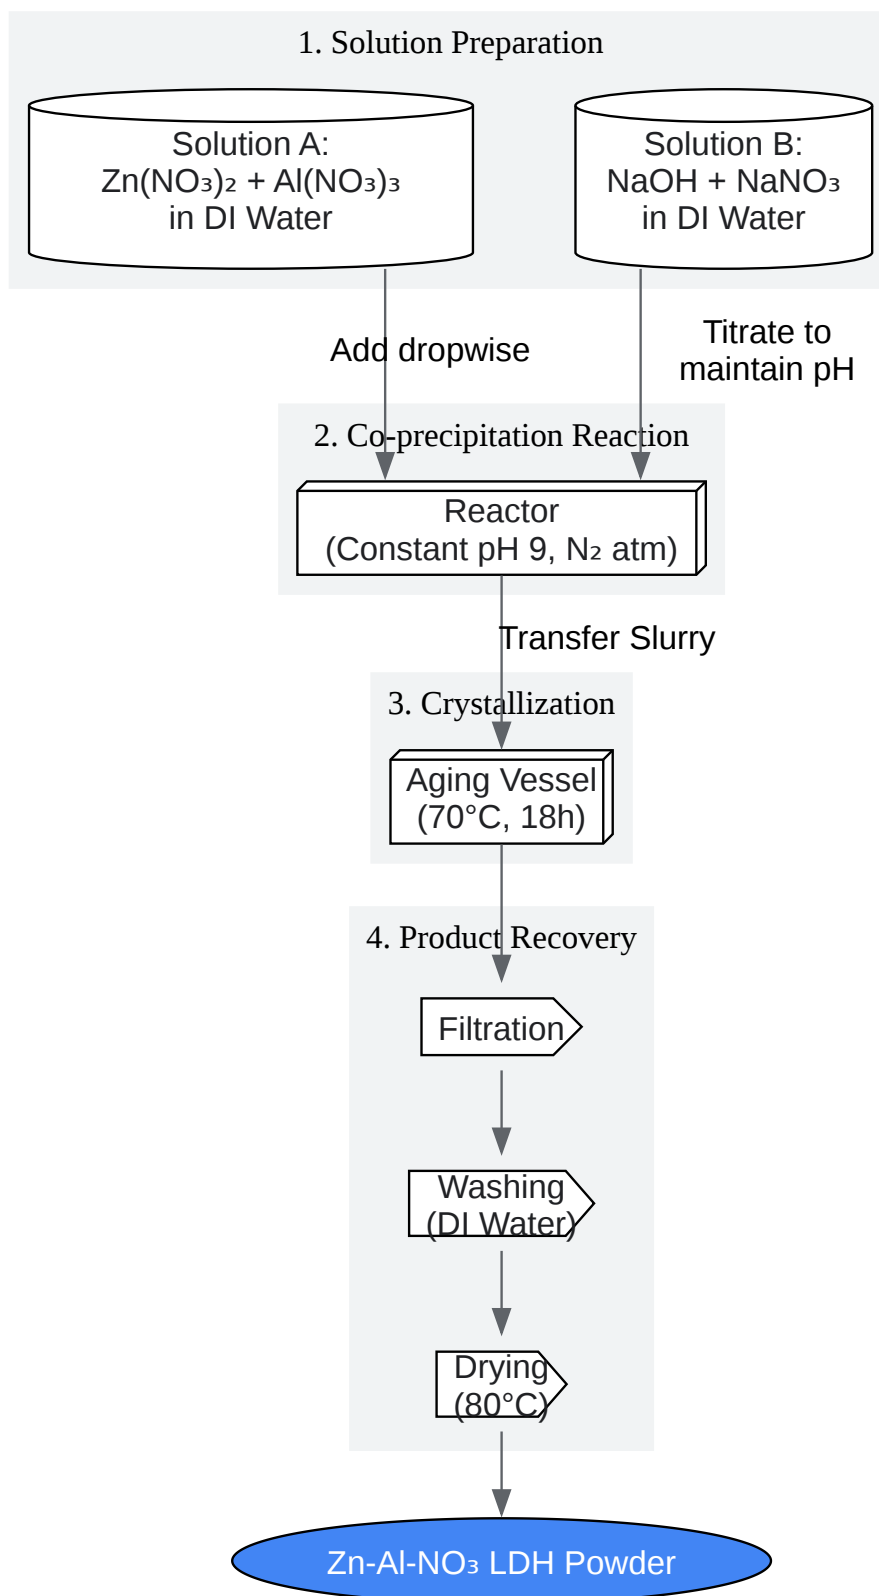 1. Solution Preparation
Solution A:
Zn(NO₃)₂ + Al(NO₃)₃
in DI Water
Solution B:
NaOH + NaNO₃
in DI Water
Add dropwise
Titrate to
maintain pH
2. Co-precipitation Reaction
Reactor
(Constant pH 9, N₂ atm)
Transfer Slurry
3. Crystallization
Aging Vessel
(70°C, 18h)
4. Product Recovery
Filtration
Washing
(DI Water)
Drying
(80°C)
Zn-Al-NO₃ LDH Powder